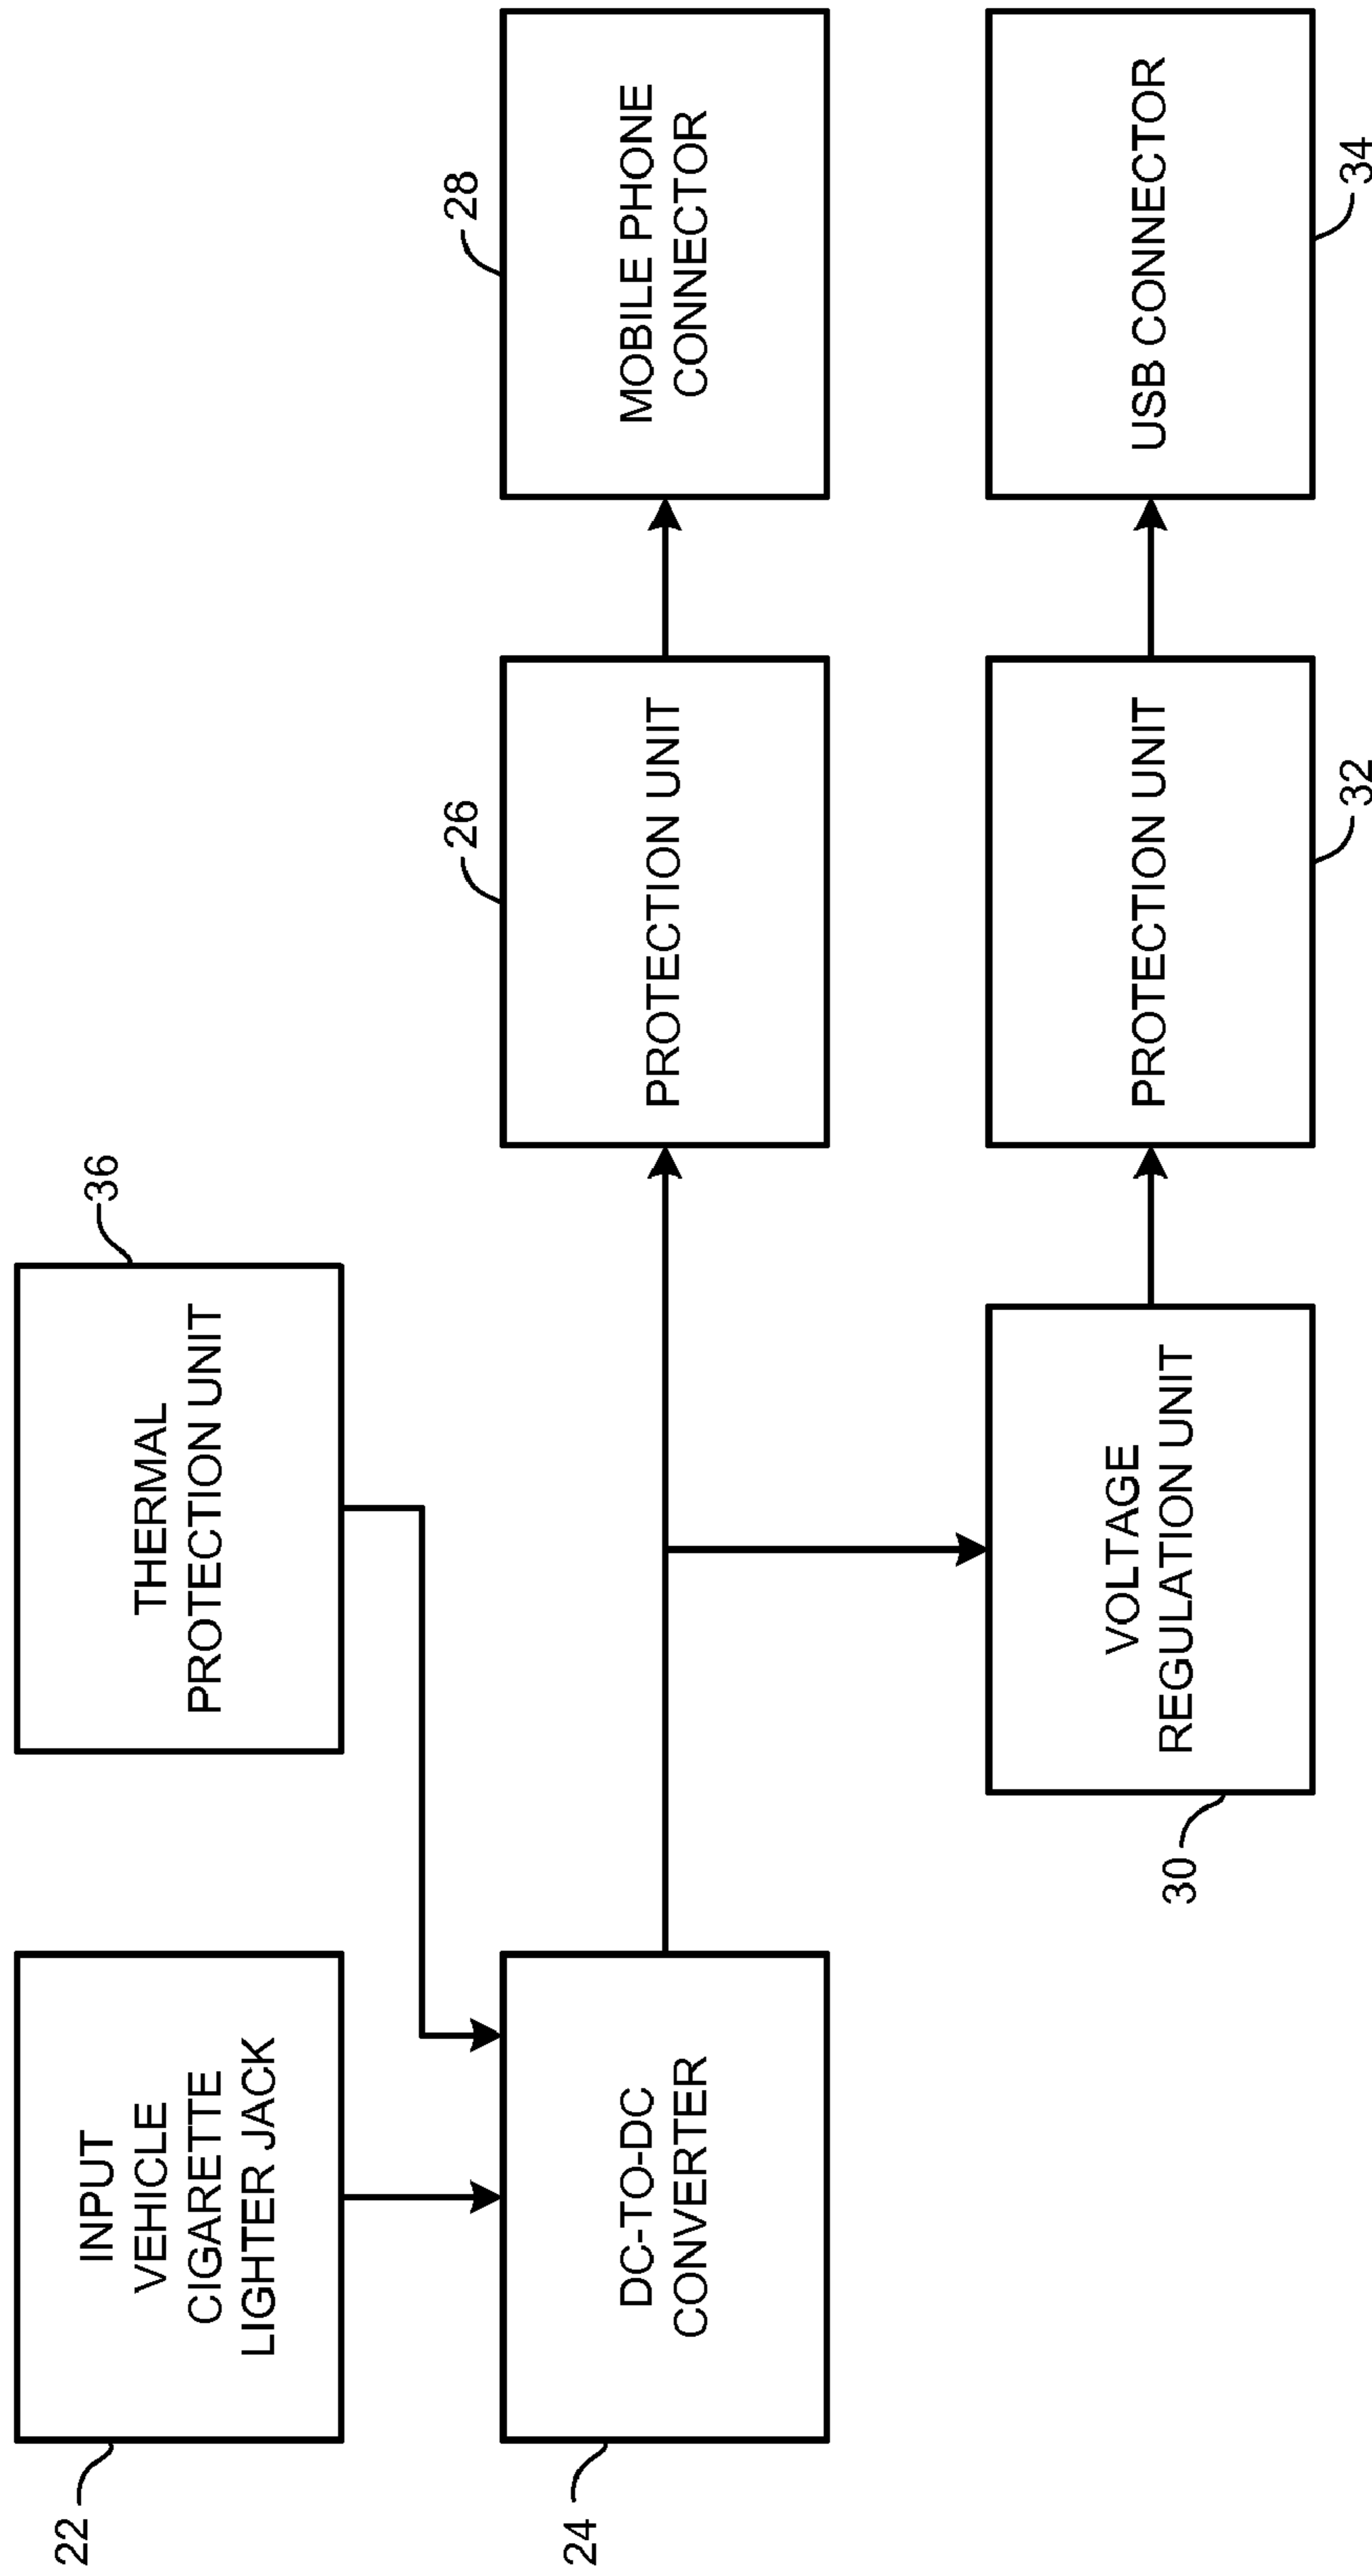 22
INPUT
VEHICLE
CIGARETTE
LIGHTER JACK
36
THERMAL
PROTECTION UNIT
24
DC-TO-DC
CONVERTER
26
PROTECTION UNIT
28
MOBILE PHONE
CONNECTOR
30
VOLTAGE
REGULATION UNIT
PROTECTION UNIT
32
USB CONNECTOR
34